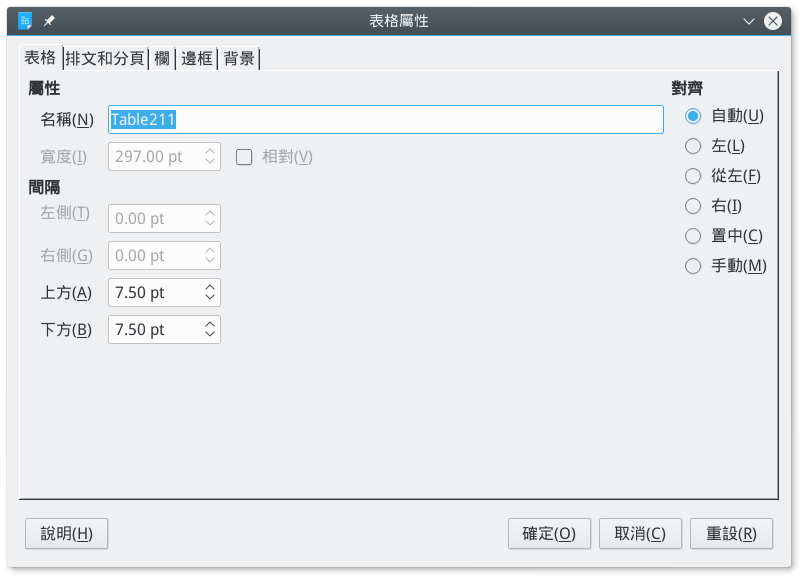 表格屬性
表格 排文和分頁 欄 邊框 背景
屬性
名稱(N) Table211
寬度(I) 297.00 pt 相對(V)
間隔
左側(T) 0.00 pt
右側(G) 0.00 pt
上方(A) 7.50 pt
下方(B) 7.50 pt
對齊
自動(U)
左(L)
從左(F)
右(I)
置中(C)
手動(M)
說明(H) 確定(O) 取消(C) 重設(R)